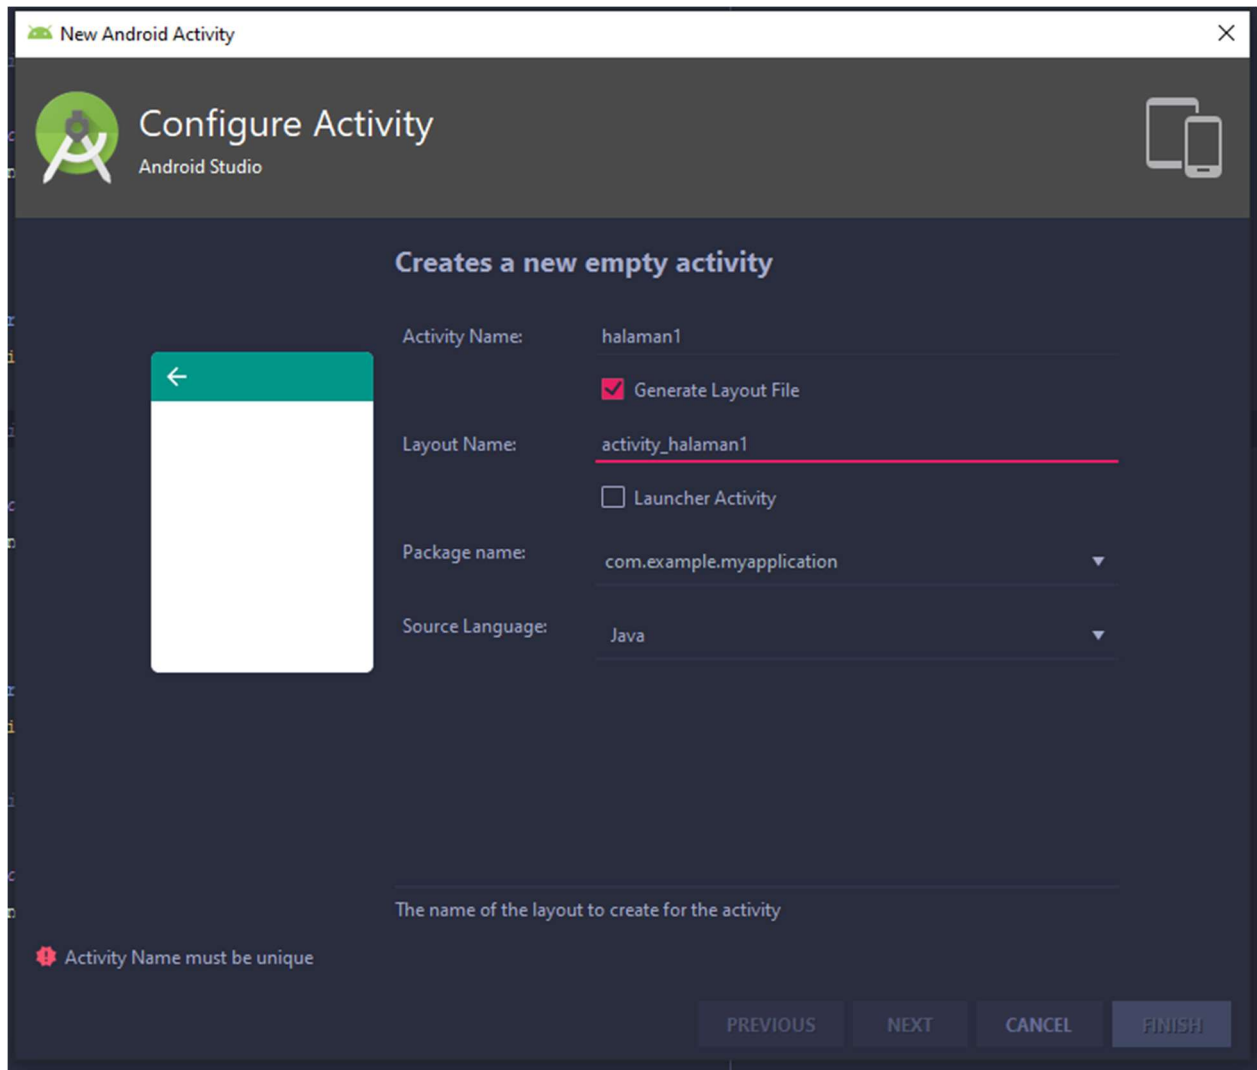 New Android Activity
Configure Activity
Android Studio
Creates a new empty activity
Activity Name: halaman1
Generate Layout File
Layout Name: activity_halaman1
Launcher Activity
Package name: com.example.myapplication
Source Language: Java
The name of the layout to create for the activity
Activity Name must be unique
PREVIOUS NEXT CANCEL FINISH